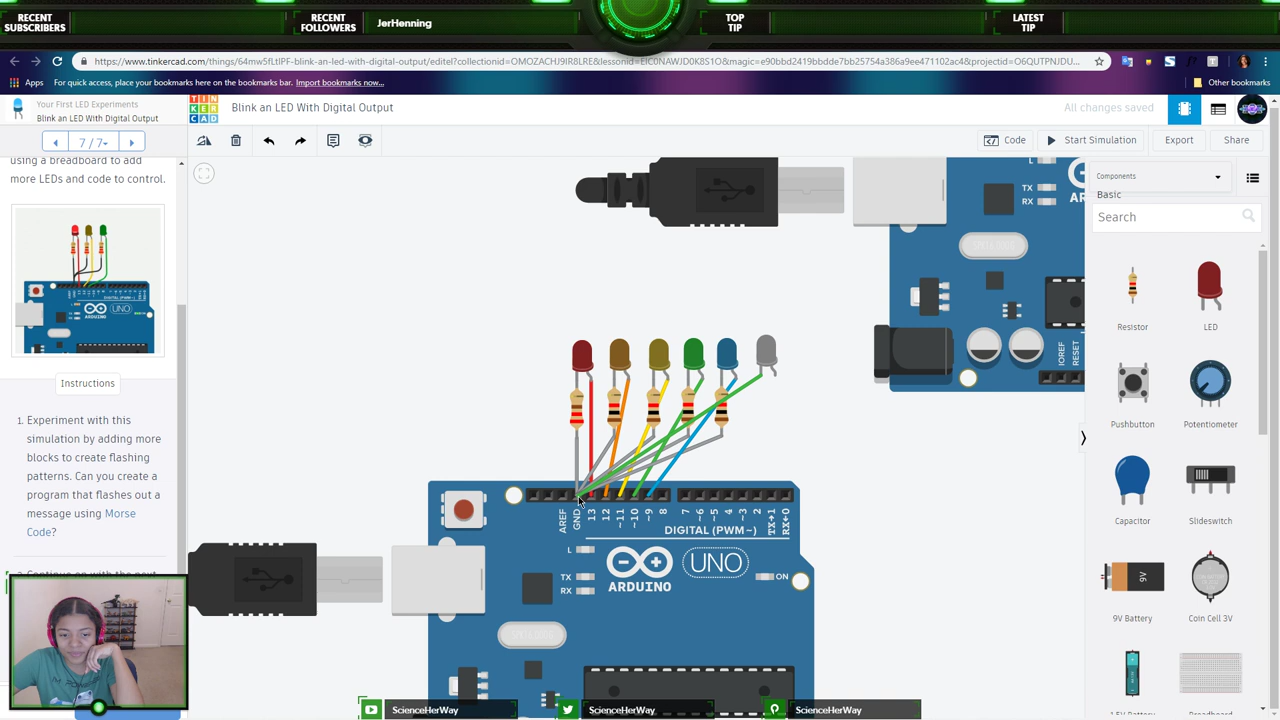 RECENT
SUBSCRIBERS
RECENT
FOLLOWERS
JerHenning
TOP
TIP
LATEST
TIP
Apps
For quick access, place your bookmarks here on the bookmarks bar. Import bookmarks now...
Other bookmarks
Your First LED Experiments
Blink an LED With Digital Output
TIN
KER
CAD
Blink an LED With Digital Output
All changes saved
7 / 7
Code
Start Simulation
Export
Share
using a breadboard to add
more LEDs and code to control.
Instructions
1. Experiment with this
simulation by adding more
blocks to create flashing
patterns. Can you create a
program that flashes out a
message using Morse
Code?
L
TX
RX
IOREF
RESET
AREF
GND
13
12
~11
~10
~9
8
7
~6
~5
4
~3
2
TX→1
RX←0
DIGITAL (PWM~)
L
TX
RX
UNO
ARDUINO
ON
Components
Basic
Search
Resistor
LED
Pushbutton
Potentiometer
Capacitor
Slideswitch
9V
9V Battery
Coin Cell 3V
ScienceHerWay
ScienceHerWay
ScienceHerWay